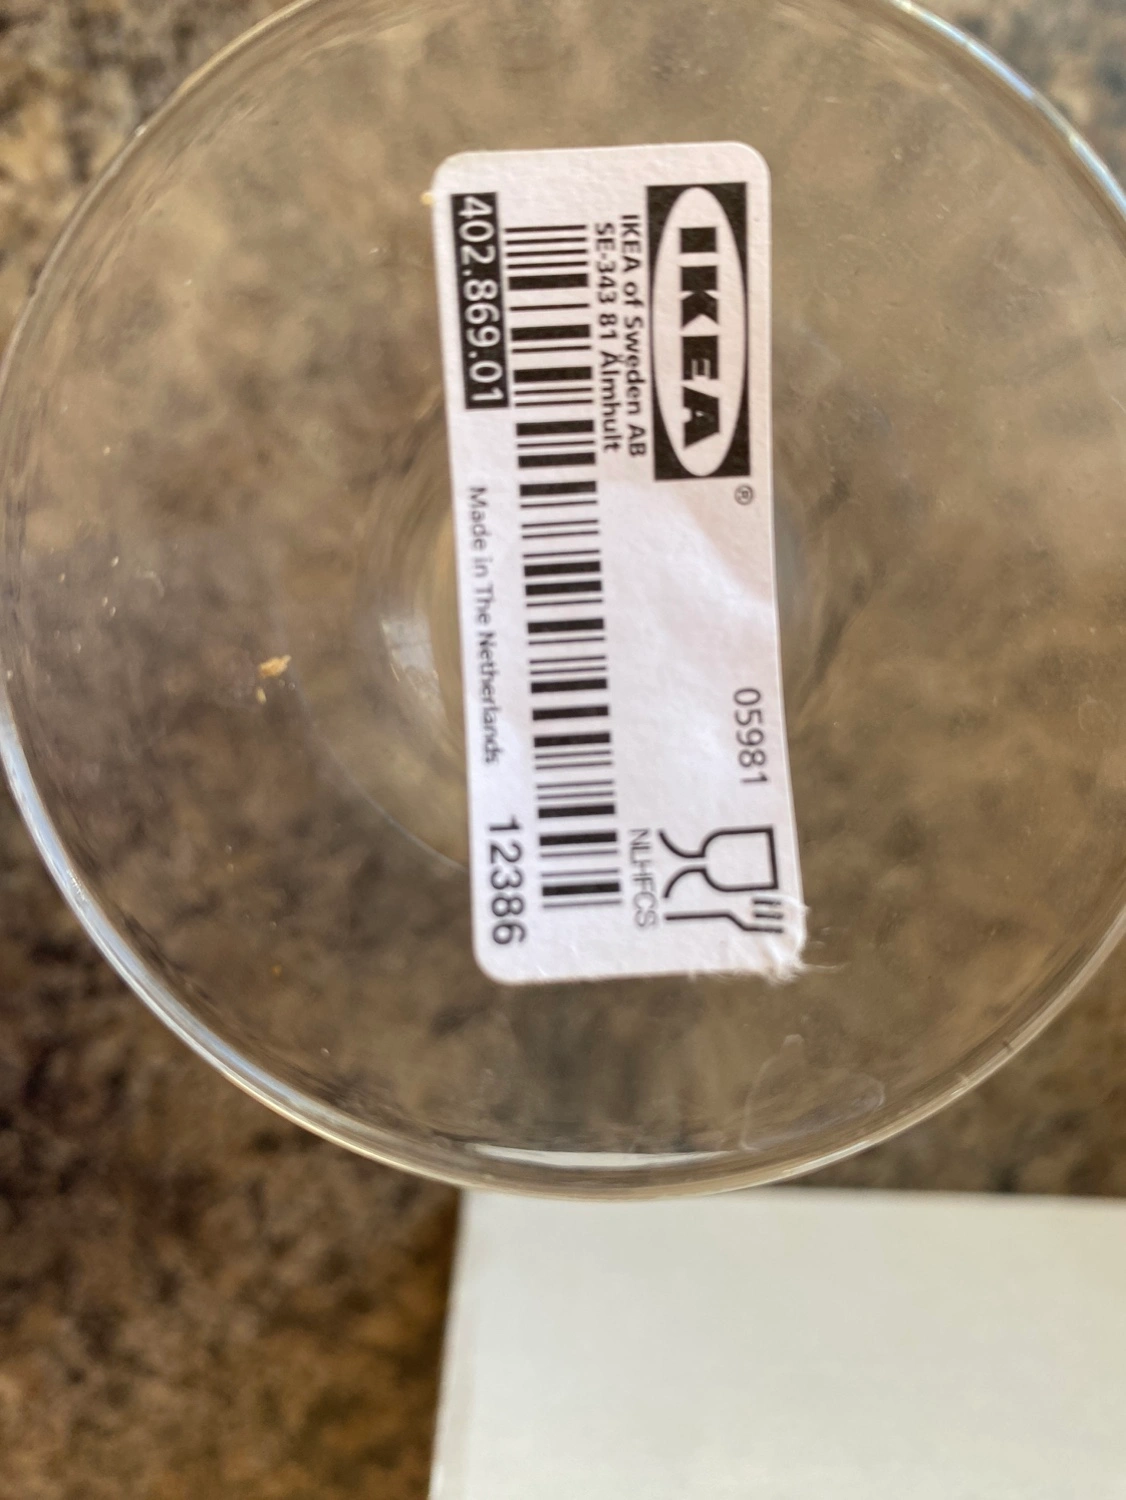 IKEA®
IKEA of Sweden AB
SE-343 81 Älmhult
05981
NLHFCS
402.869.01
Made in The Netherlands
12386